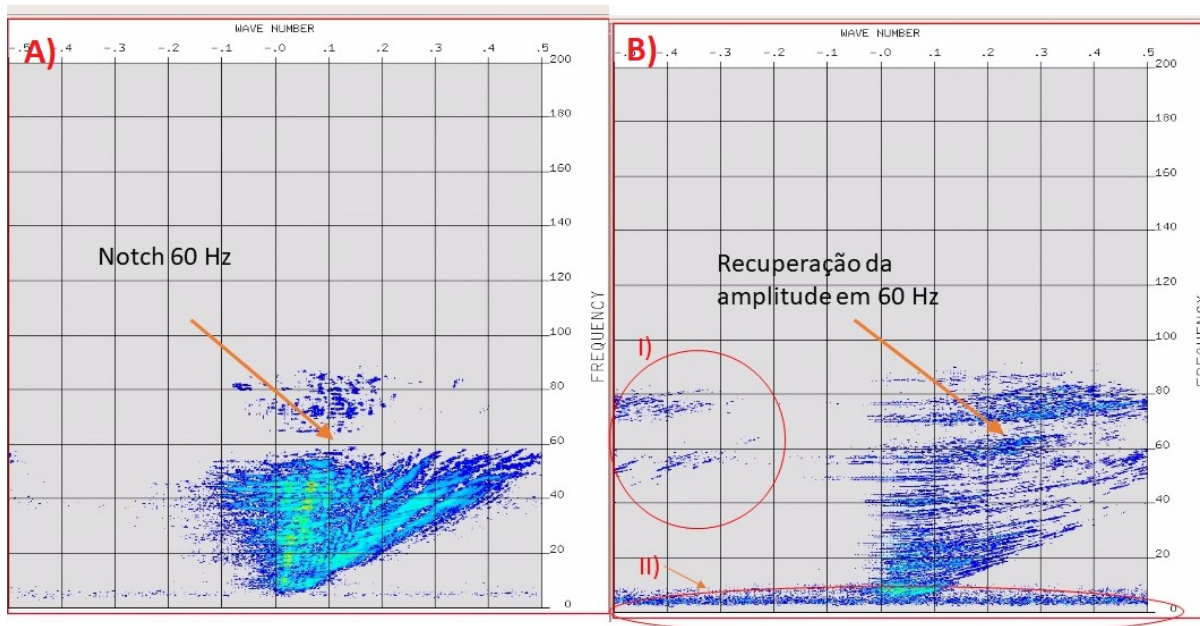 WAVE NUMBER
-.5 -.4 -.3 -.2 -.1 .0 .1 .2 .3 .4 .5
A)
200
180
160
140
Notch 60 Hz
120
100
FREQUENCY
80
60
40
20
0
WAVE NUMBER
-.4 -.3 -.2 -.1 .0 .1 .2 .3 .4 .5
B)
200
180
160
140
Recuperação da
amplitude em 60 Hz
120
100
I)
80
60
40
20
II)
0